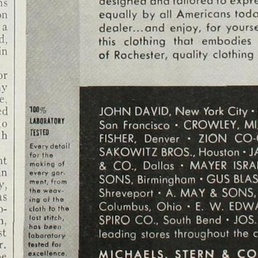 designed and tailored to expre
equally by all Americans toda
dealer...and enjoy, for yourse
this clothing that embodies
of Rochester, quality clothing
100%
LABORATORY
TESTED
Every detail
for the
making of
every gar-
ment, from
the weav-
ing of the
cloth to the
last stitch,
has been
laboratory
tested for
excellence.
JOHN DAVID, New York City •
San Francisco • CROWLEY, MI
FISHER, Denver • ZION CO-O
SAKOWITZ BROS., Houston • JA
& CO., Dallas • MAYER ISRAE
SONS, Birmingham • GUS BLAS
Shreveport • A. MAY & SONS,
Columbus, Ohio • E. W. EDWA
SPIRO CO., South Bend • JOS.
leading stores throughout the c
MICHAELS, STERN & CO